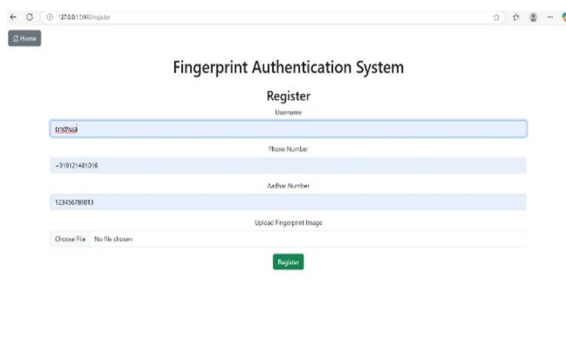 127.0.0.1:5000/register
Home
Fingerprint Authentication System
Register
Username
Phone Number
+919121481016
Aadhar Number
123456789013
Upload Fingerprint Image
Choose File No file chosen
Register